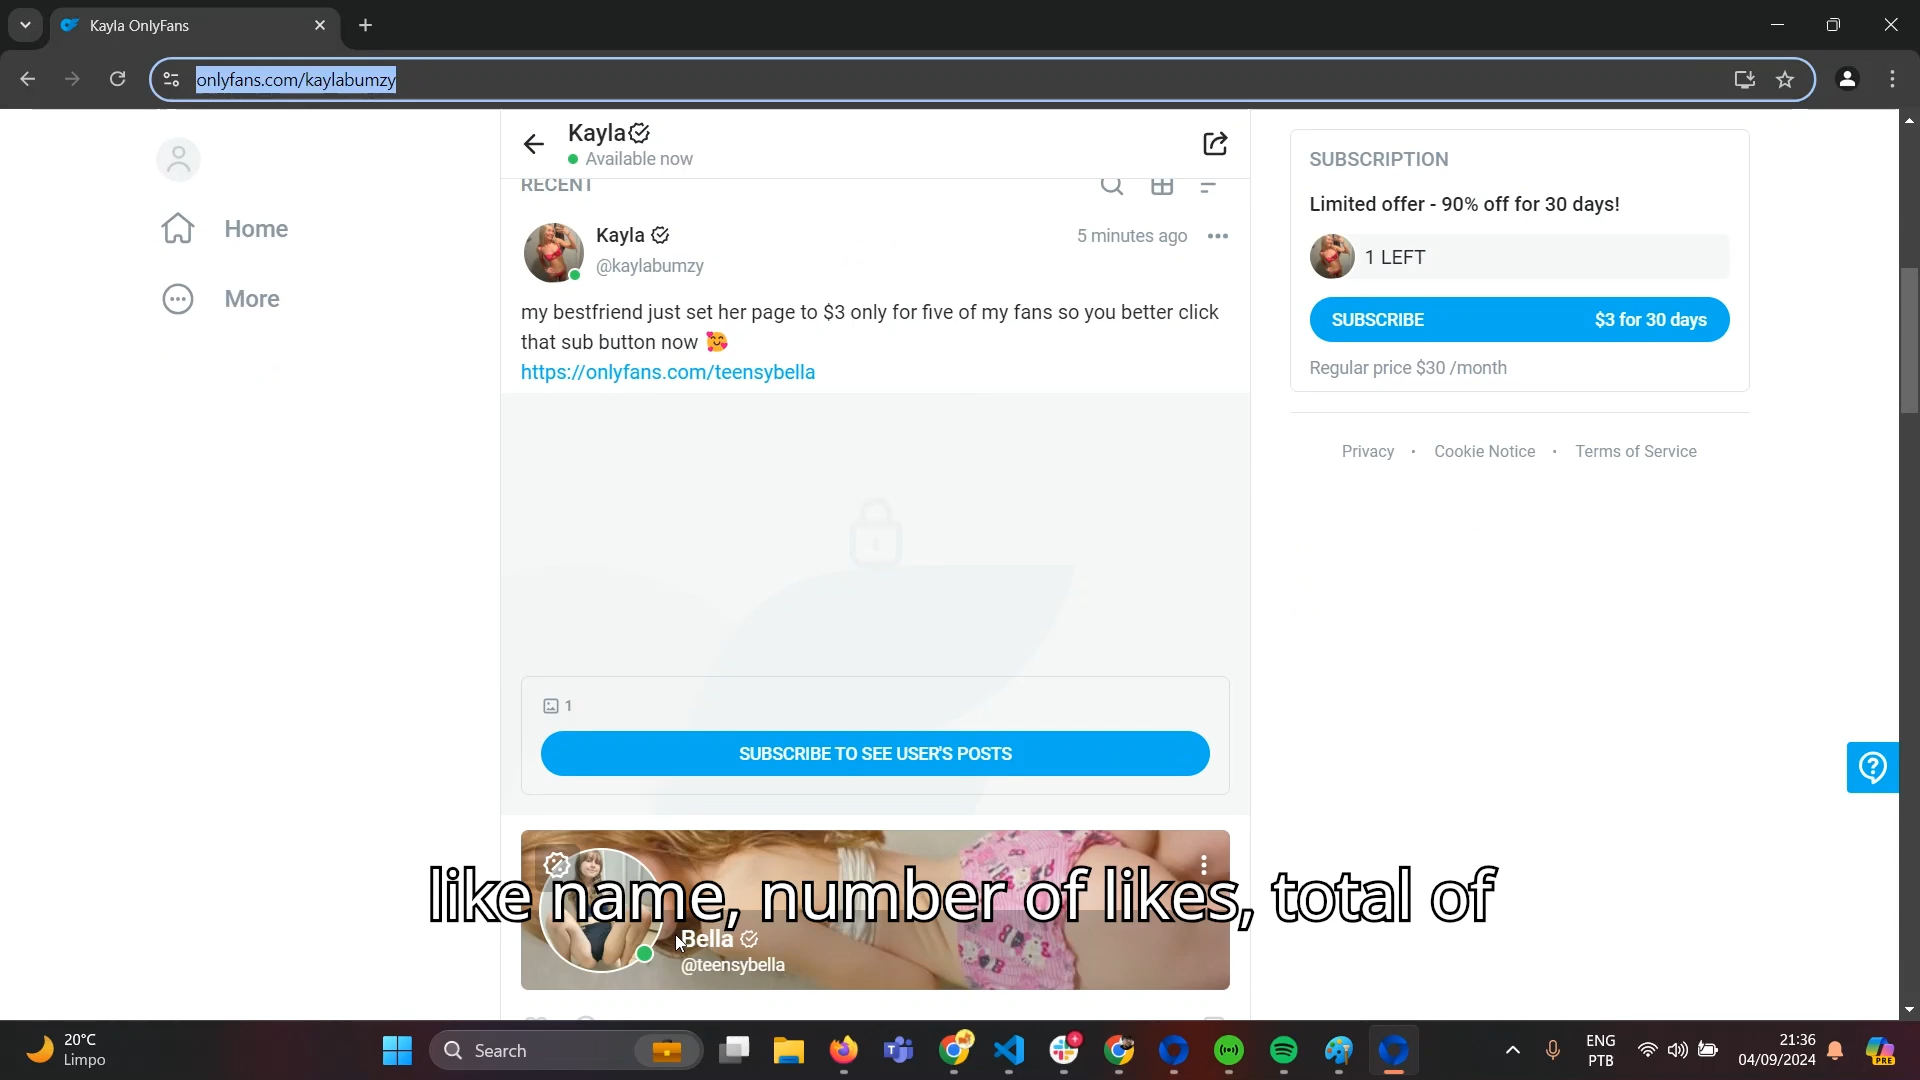 Kayla OnlyFans
onlyfans.com/kaylabumzy
Kayla
Available now
RECENT
Kayla
5 minutes ago
@kaylabumzy
my bestfriend just set her page to $3 only for five of my fans so you better click
that sub button now
https://onlyfans.com/teensybella
1
SUBSCRIBE TO SEE USER'S POSTS
like name, number of likes, total of
Bella
@teensybella
Home
More
SUBSCRIPTION
Limited offer - 90% off for 30 days!
1 LEFT
SUBSCRIBE $3 for 30 days
Regular price $30 /month
Privacy · Cookie Notice · Terms of Service
20°C
Limpo
Search
ENG
PTB
21:36
04/09/2024
PRE